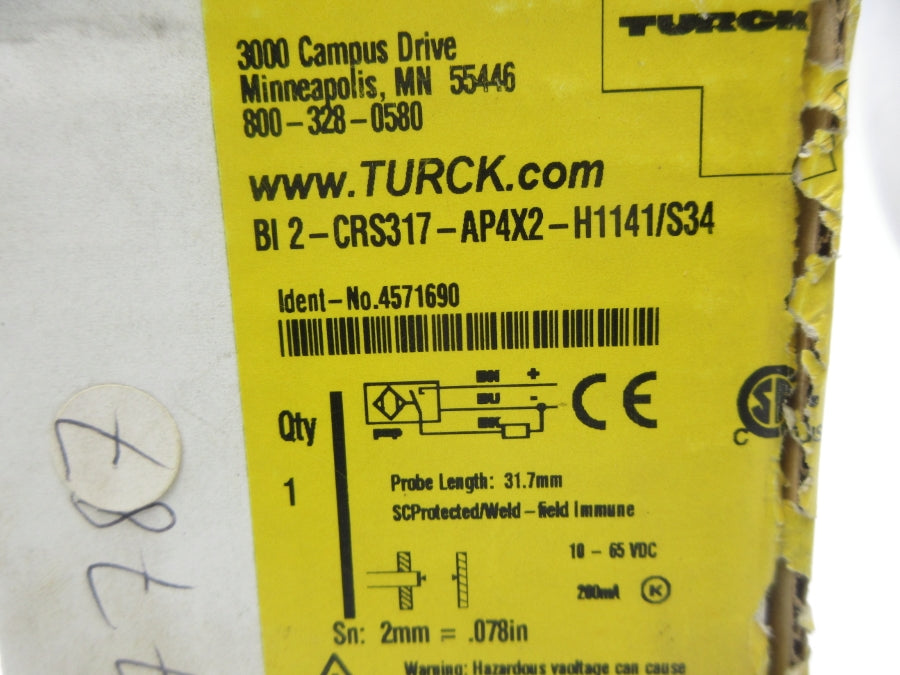 TURCK
3000 Campus Drive
Minneapolis, MN 55446
800-328-0580
www.TURCK.com
BI 2-CRS317-AP4X2-H1141/S34
Ident-No.4571690
Qty
1
BN +
BU -
BK
pnp
CE
C
Probe Length: 31.7mm
SCProtected/Weld-field Immune
10 - 65 VDC
200mA K
Sn: 2mm = .078in
Warning: Hazardous vaoltage can cause
787